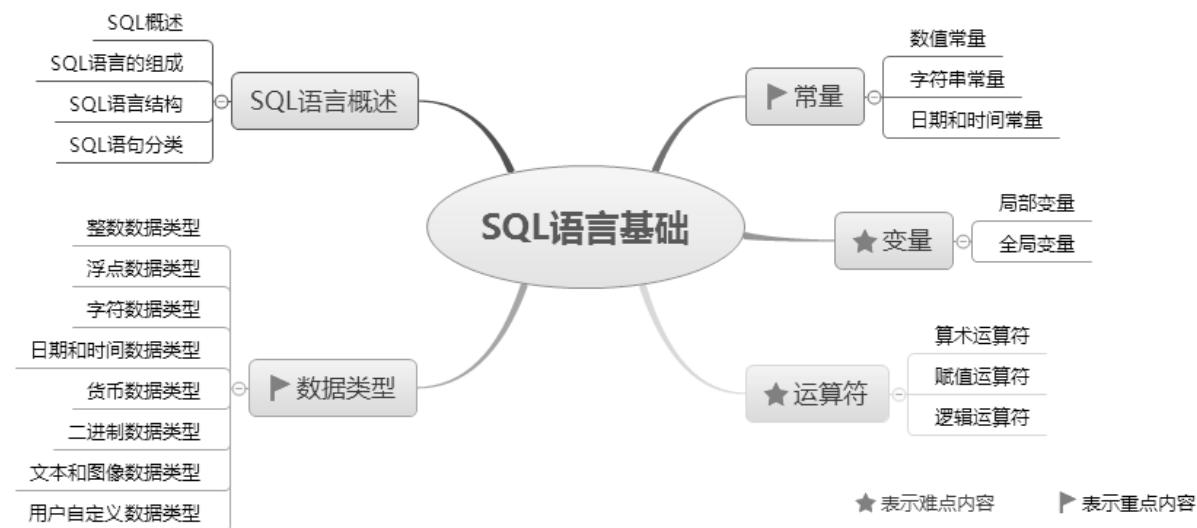 SQL语言基础
SQL语言概述
SQL概述
SQL语言的组成
SQL语言结构
SQL语句分类
数据类型
整数数据类型
浮点数据类型
字符数据类型
日期和时间数据类型
货币数据类型
二进制数据类型
文本和图像数据类型
用户自定义数据类型
常量
数值常量
字符串常量
日期和时间常量
变量
局部变量
全局变量
运算符
算术运算符
赋值运算符
逻辑运算符
表示难点内容
表示重点内容